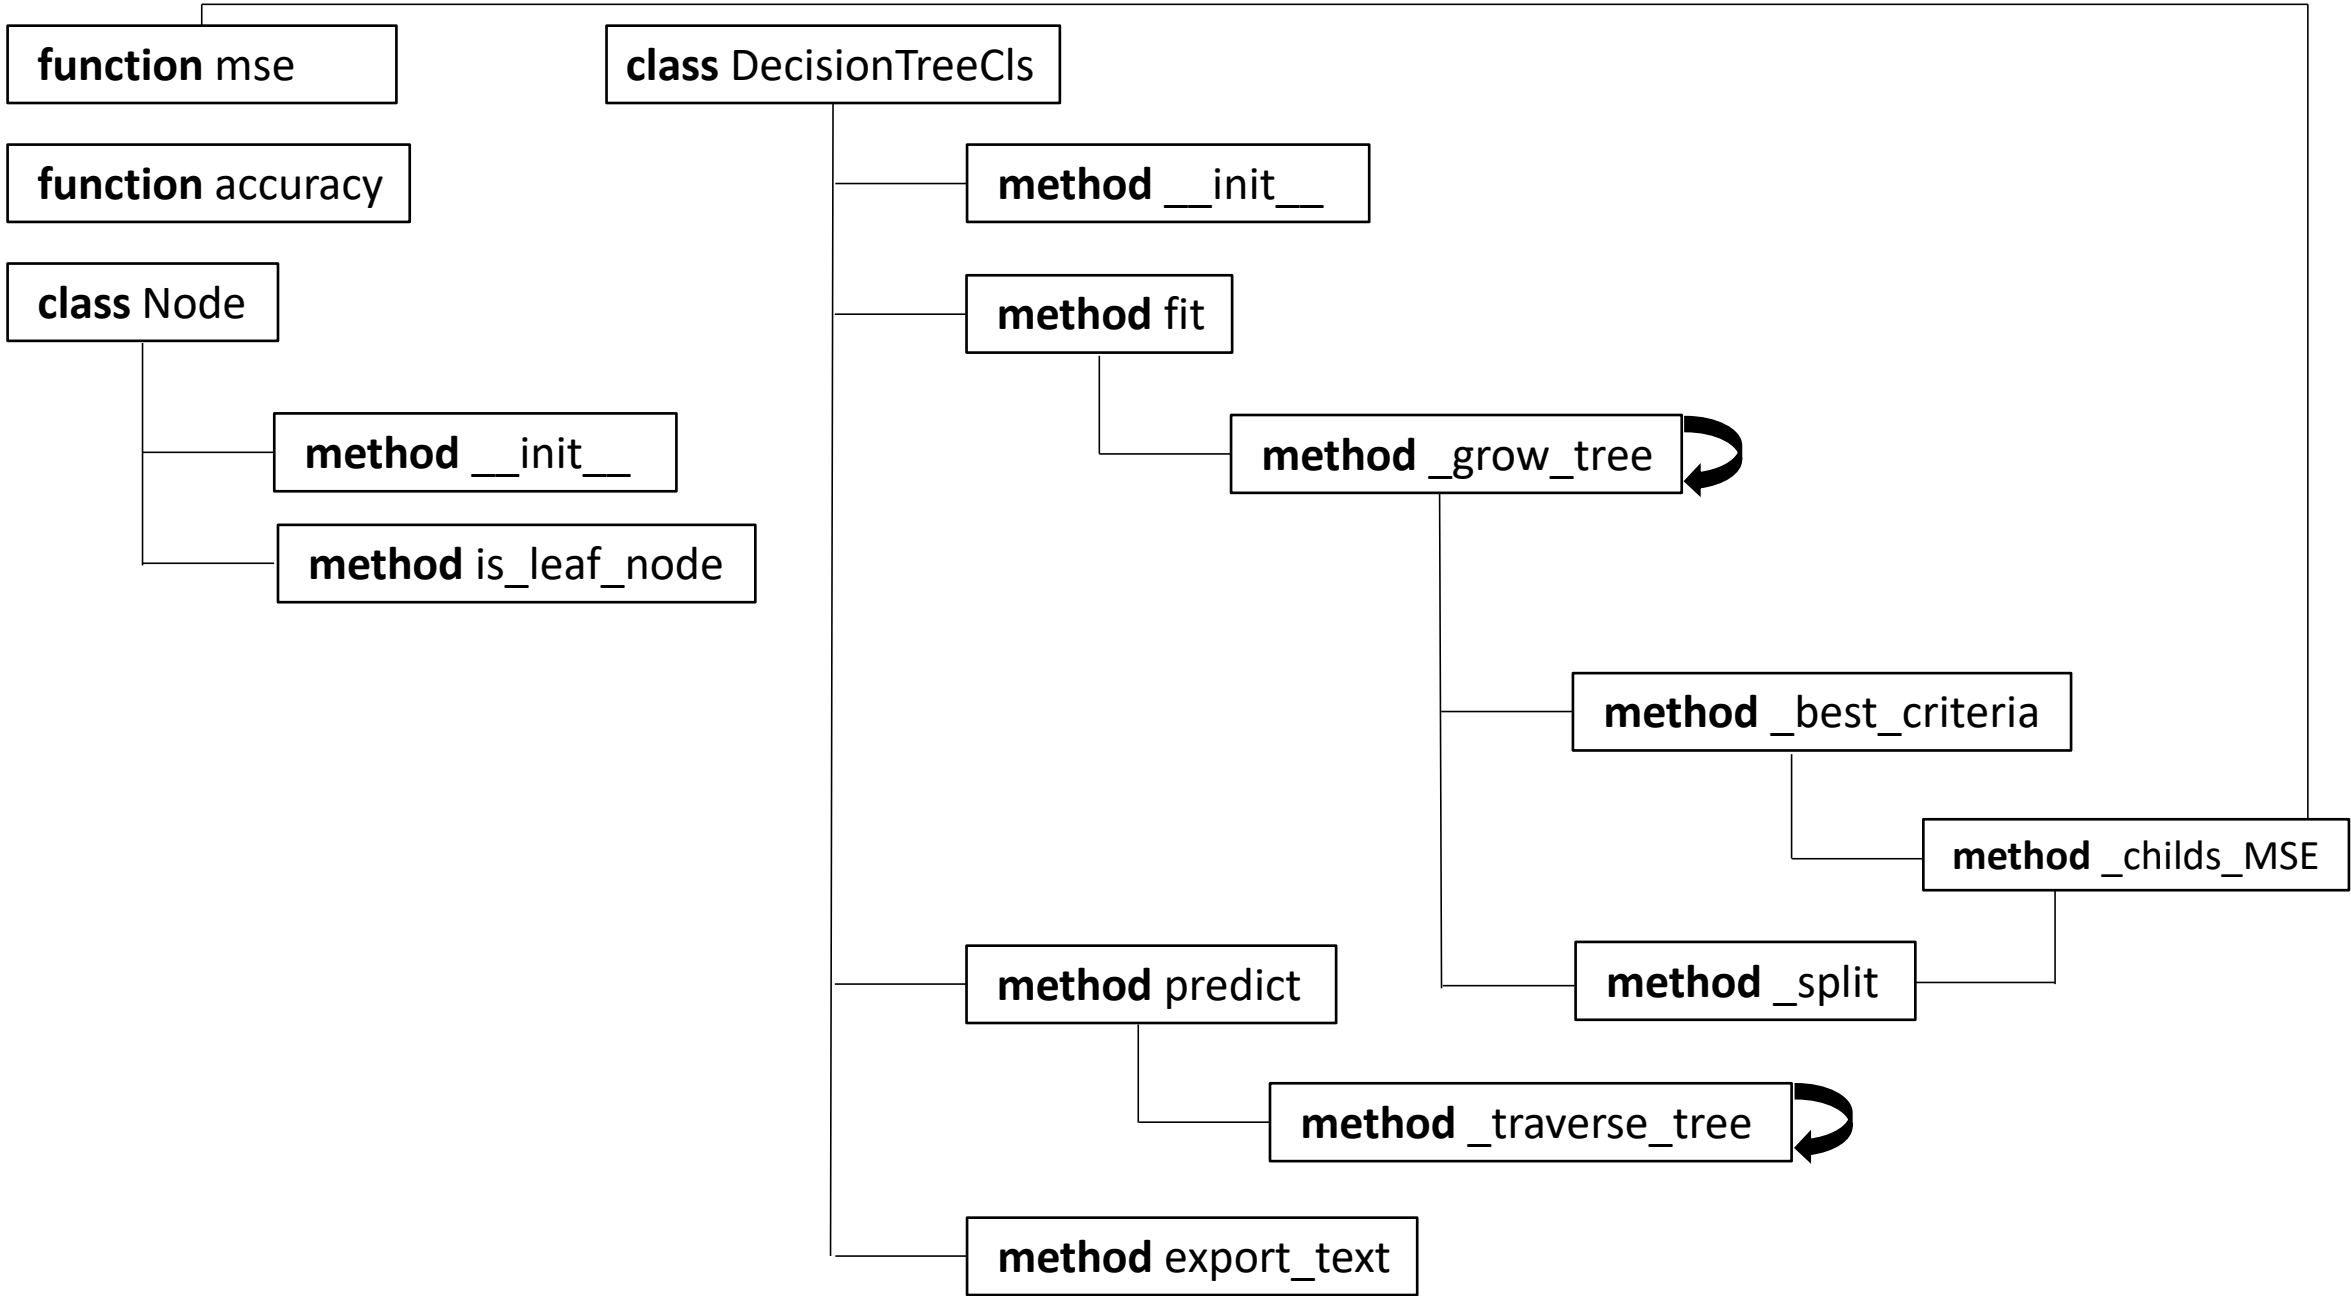 function mse
class DecisionTreeCls
function accuracy
method __init__
class Node
method fit
method __init__
method _grow_tree
method is_leaf_node
method _best_criteria
method _childs_MSE
method predict
method _split
method _traverse_tree
method export_text